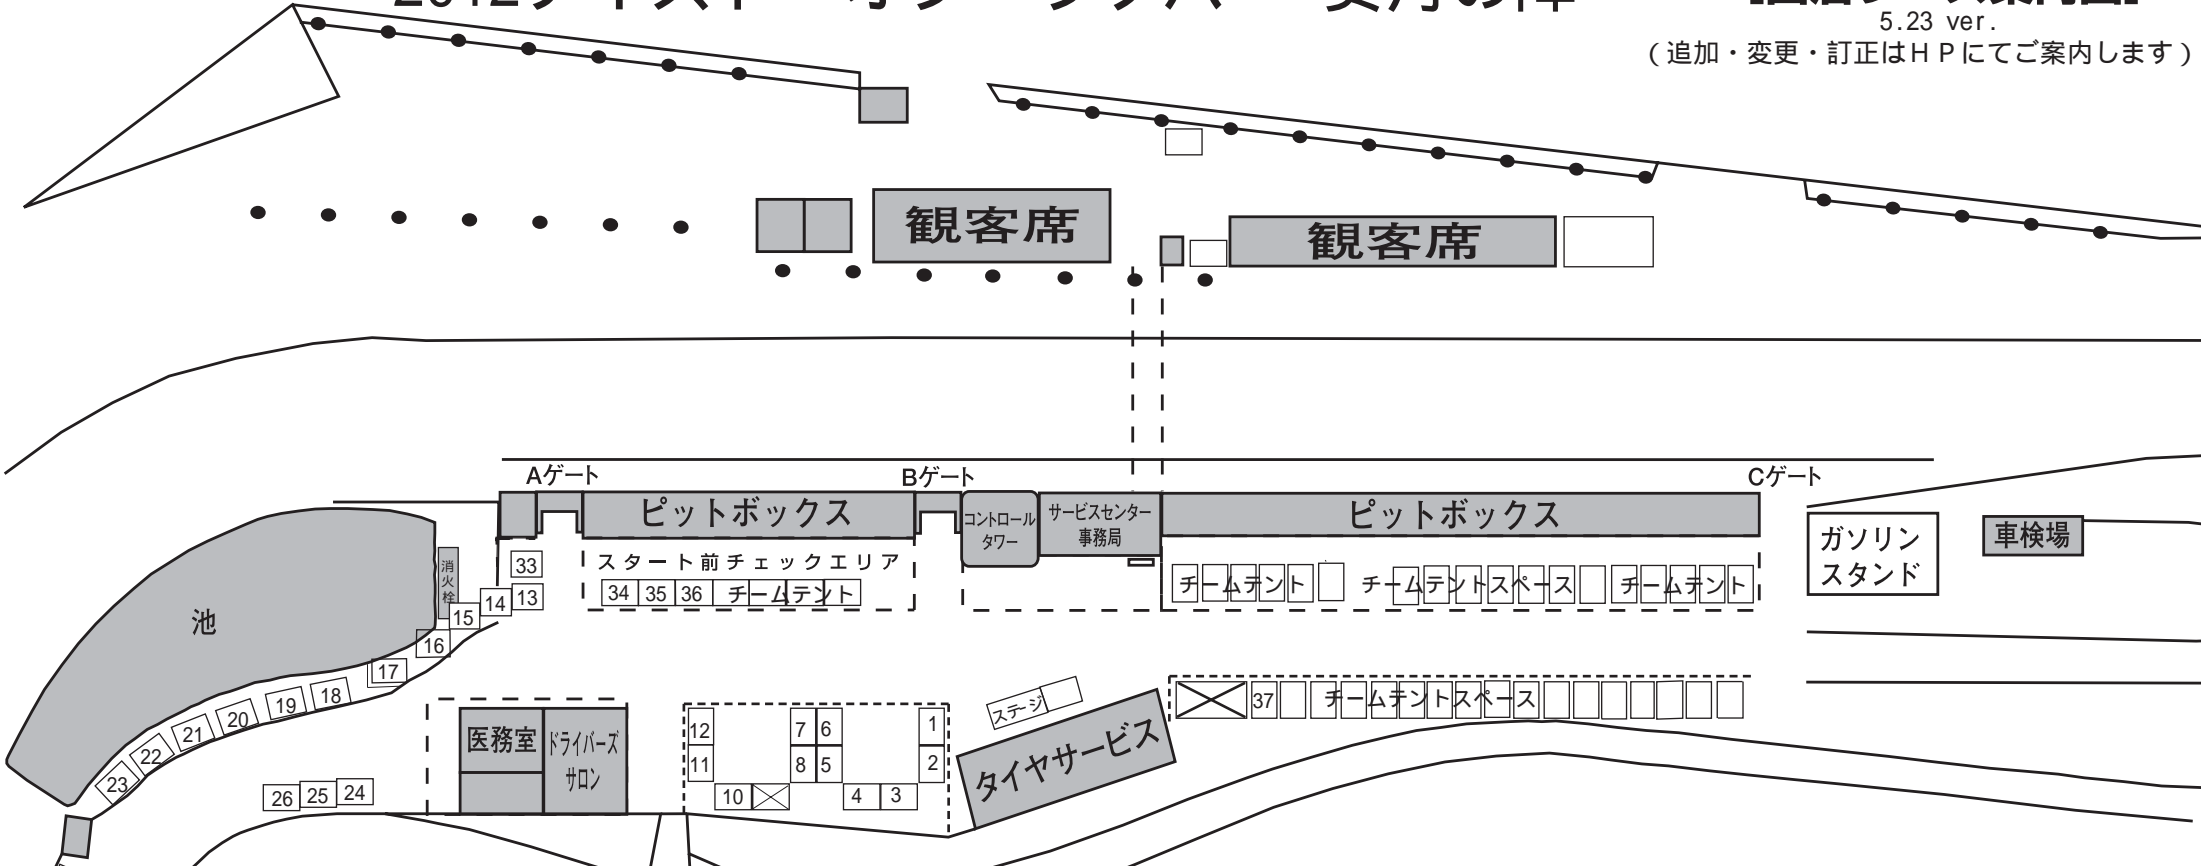 5.23 ver.
（追加・変更・訂正はＨＰにてご案内します）
観客席
観客席
Aゲート
Bゲート
Cゲート
ピットボックス
コントロール
タワー
サービスセンター
事務局
ピットボックス
ガソリン
スタンド
車検場
スタート前チェックエリア
33
34 35 36 チームテント
チームテント
チームテントスペース
チームテント
消火栓
池
13
14
15
16
17
18
19
20
21
22
23
24
25
26
医務室
ドライバーズ
サロン
12
11
10
7 6
8 5
4 3
1
2
ステージ
タイヤサービス
37
チームテントスペース